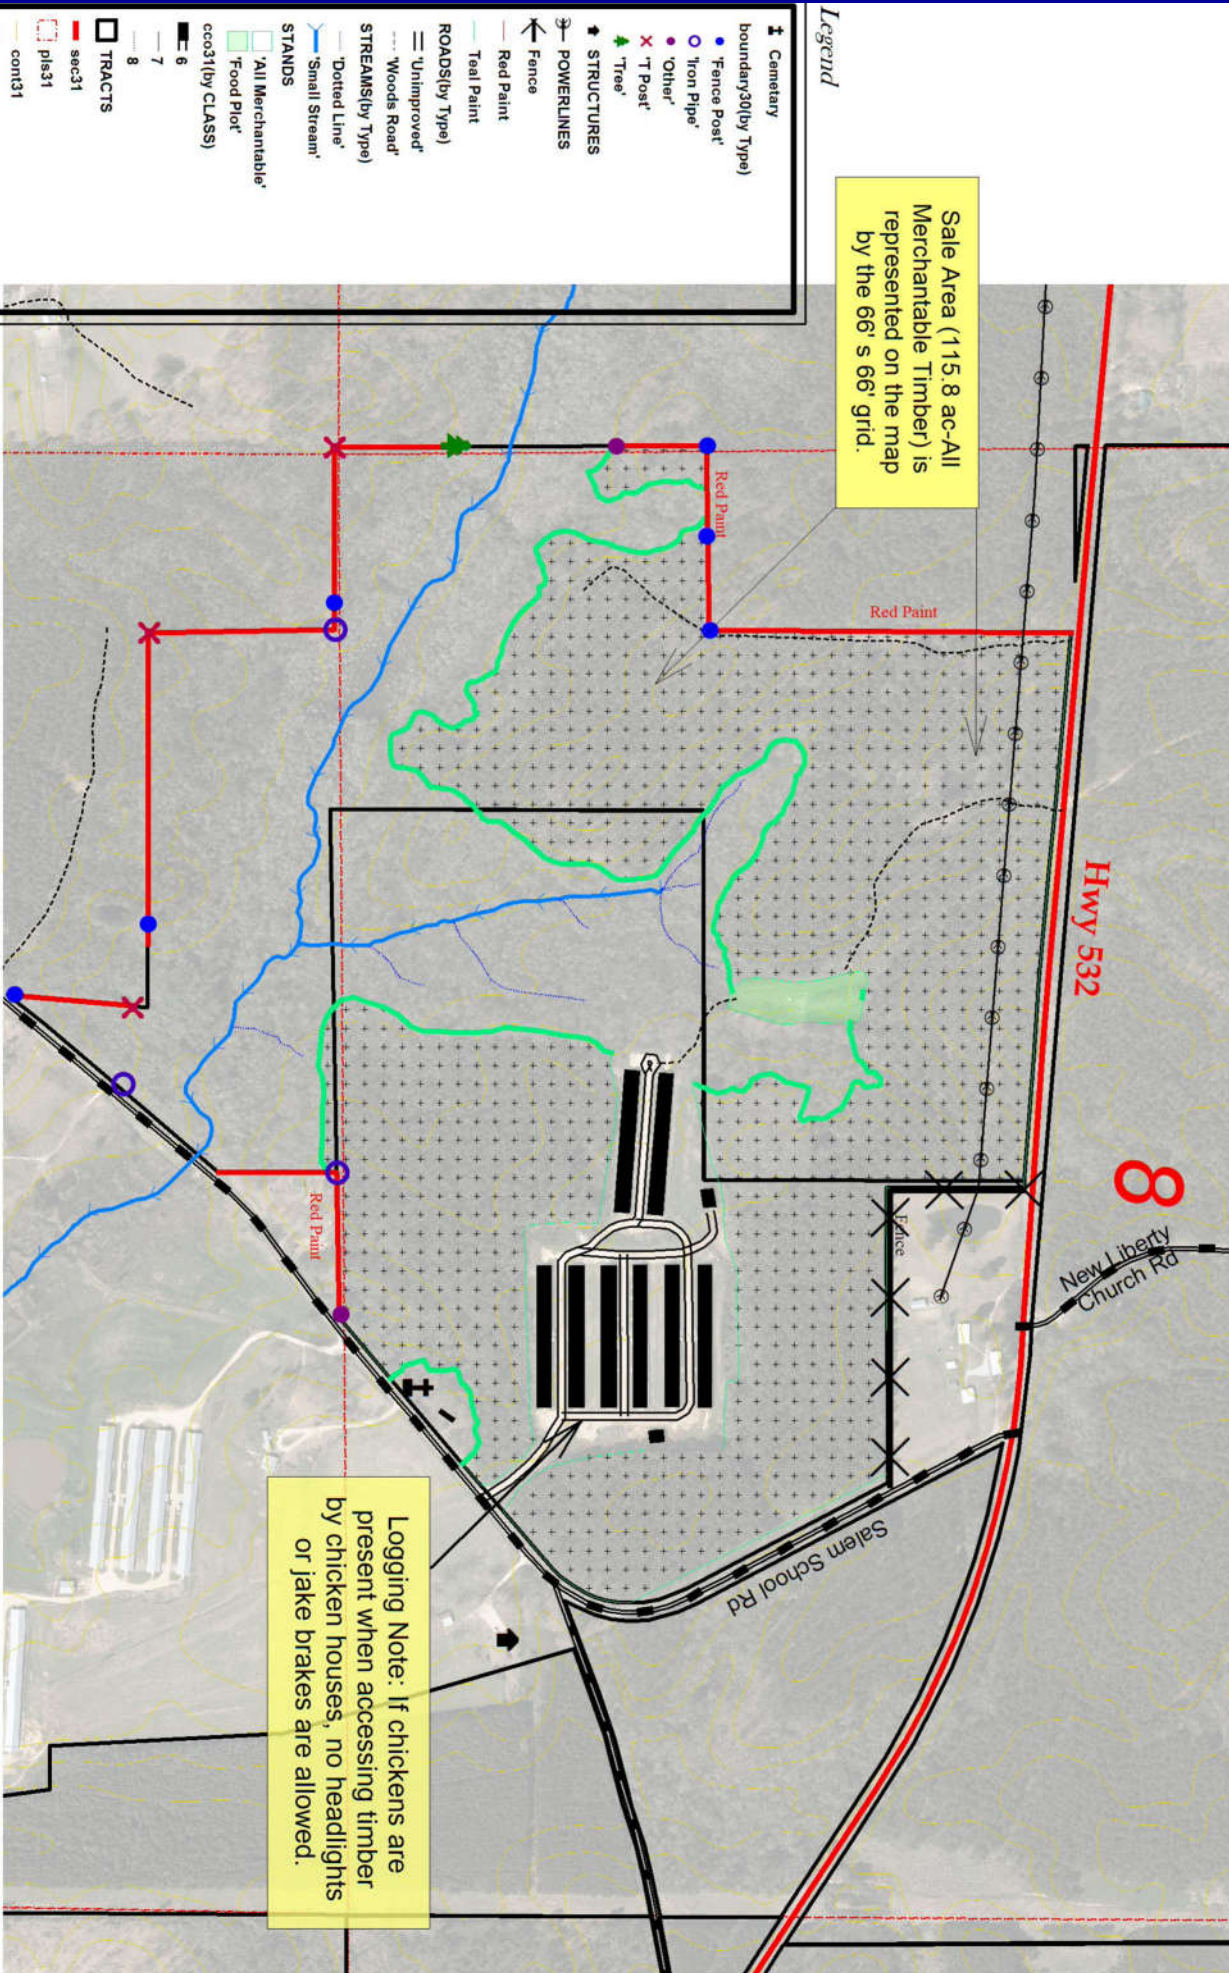 Legend
Cemetary
boundary30(by Type)
'Fence Post'
'Iron Pipe'
'Other'
'T Post'
'Tree'
STRUCTURES
POWERLINES
Fence
Red Paint
Teal Paint
ROADS(by Type)
'Unimproved'
'Woods Road'
STREAMS(by Type)
'Dotted Line'
'Small Stream'
STANDS
'All Merchantable'
'Food Plot'
cco31(by CLASS)
6
7
8
TRACTS
sec31
pls31
cont31
Sale Area (115.8 ac-All
Merchantable Timber) is
represented on the map
by the 66' s 66' grid.
Red Paint
Red Paint
Hwy 532
8
New Liberty
Church Rd
Fence
Red Paint
Salem School Rd
Logging Note: If chickens are
present when accessing timber
by chicken houses, no headlights
or jake brakes are allowed.